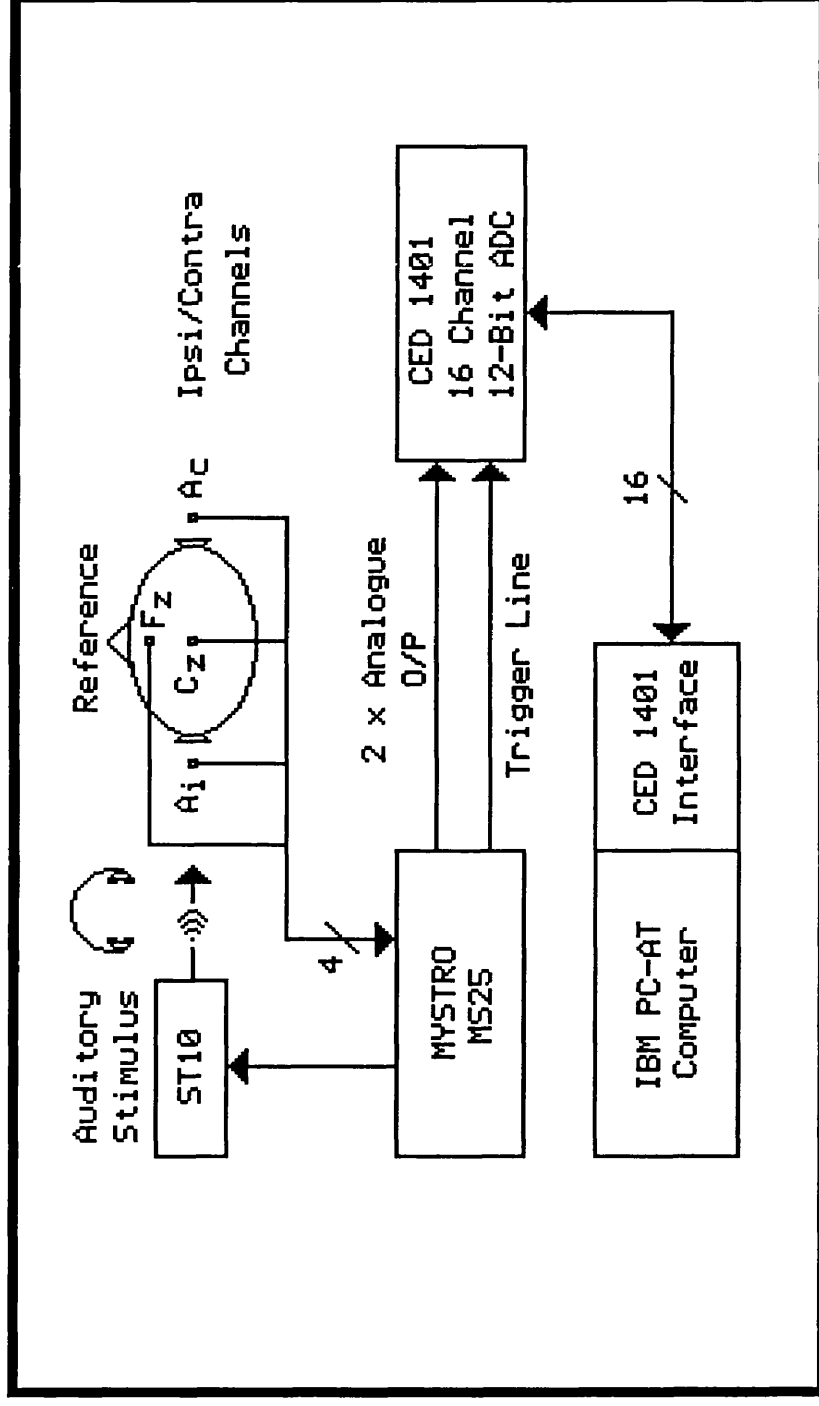 Auditory
Stimulus
Reference
Ipsi/Contra
Channels
ST10
Ai
Fz
Cz
Ac
4
MYSTRO
MS25
2 x Analogue
O/P
Trigger Line
CED 1401
16 Channel
12-Bit ADC
16
IBM PC-AT
Computer
CED 1401
Interface